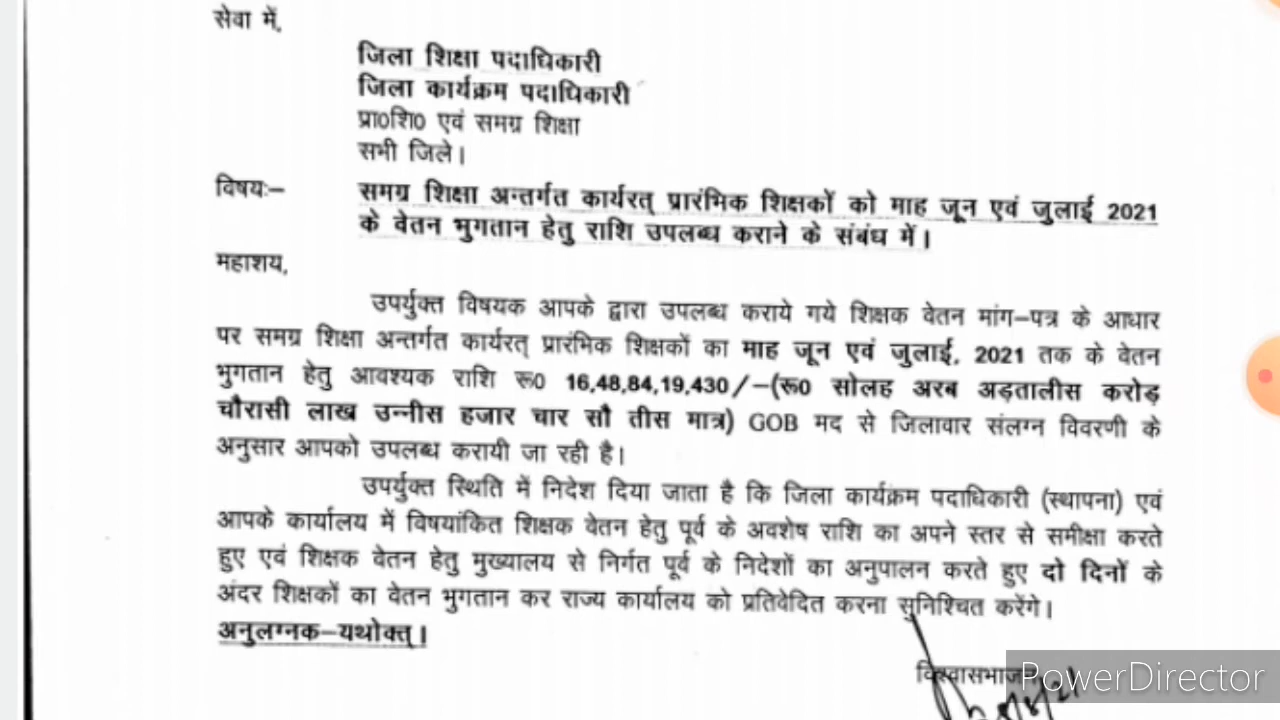 सेवा में,
जिला शिक्षा पदाधिकारी
जिला कार्यक्रम पदाधिकारी
प्रा0शि0 एवं समग्र शिक्षा
सभी जिले।
विषयः– समग्र शिक्षा अन्तर्गत कार्यरत् प्रारंभिक शिक्षकों को माह जून एवं जुलाई 2021
के वेतन भुगतान हेतु राशि उपलब्ध कराने के संबंध में।
महाशय,
उपर्युक्त विषयक आपके द्वारा उपलब्ध कराये गये शिक्षक वेतन मांग–पत्र के आधार
पर समग्र शिक्षा अन्तर्गत कार्यरत् प्रारंभिक शिक्षकों का माह जून एवं जुलाई, 2021 तक के वेतन
भुगतान हेतु आवश्यक राशि रू0 16,48,84,19,430/–(रू0 सोलह अरब अड़तालीस करोड़
चौरासी लाख उन्नीस हजार चार सौ तीस मात्र) GOB मद से जिलावार संलग्न विवरणी के
अनुसार आपको उपलब्ध करायी जा रही है।
उपर्युक्त स्थिति में निदेश दिया जाता है कि जिला कार्यक्रम पदाधिकारी (स्थापना) एवं
आपके कार्यालय में विषयांकित शिक्षक वेतन हेतु पूर्व के अवशेष राशि का अपने स्तर से समीक्षा करते
हुए एवं शिक्षक वेतन हेतु मुख्यालय से निर्गत पूर्व के निदेशों का अनुपालन करते हुए दो दिनों के
अंदर शिक्षकों का वेतन भुगतान कर राज्य कार्यालय को प्रतिवेदित करना सुनिश्चित करेंगे।
अनुलग्नक–यथोक्त्।
विश्वासभाजन
PowerDirector